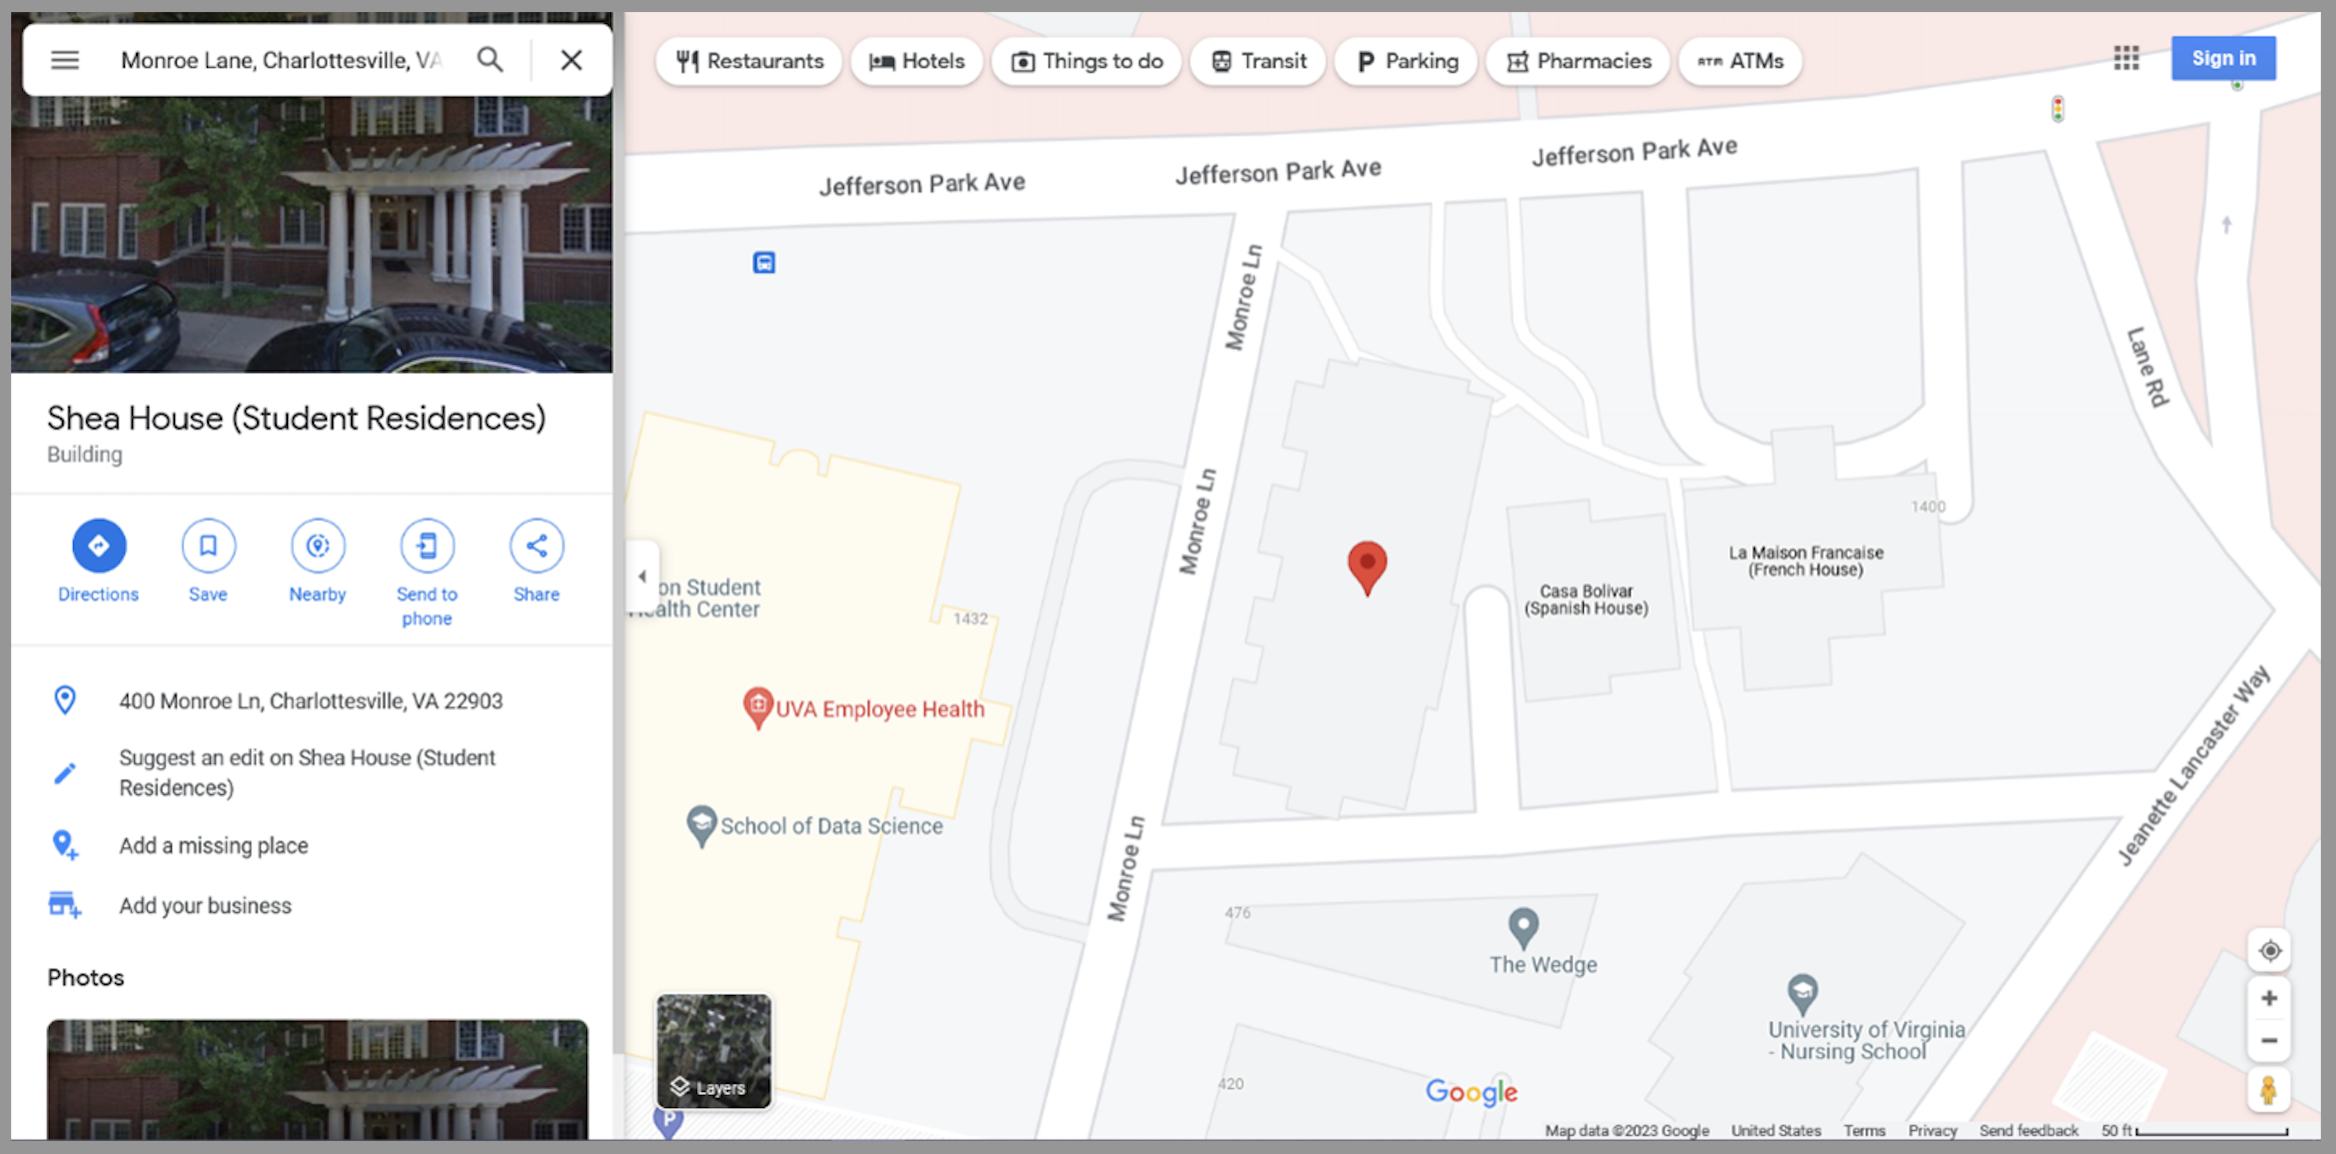 Monroe Lane, Charlottesville, VA
Restaurants
Hotels
Things to do
Transit
Parking
Pharmacies
ATM ATMs
Sign in
Shea House (Student Residences)
Building
Directions
Save
Nearby
Send to
phone
Share
400 Monroe Ln, Charlottesville, VA 22903
Suggest an edit on Shea House (Student
Residences)
Add a missing place
Add your business
Photos
Jefferson Park Ave
Jefferson Park Ave
Jefferson Park Ave
Monroe Ln
Lane Rd
Monroe Ln
1400
La Maison Francaise
(French House)
Casa Bolivar
(Spanish House)
on Student
ealth Center
1432
UVA Employee Health
School of Data Science
Monroe Ln
Jeanette Lancaster Way
476
The Wedge
University of Virginia
- Nursing School
420
Layers
P
Google
Map data ©2023 Google
United States
Terms
Privacy
Send feedback
50 ft